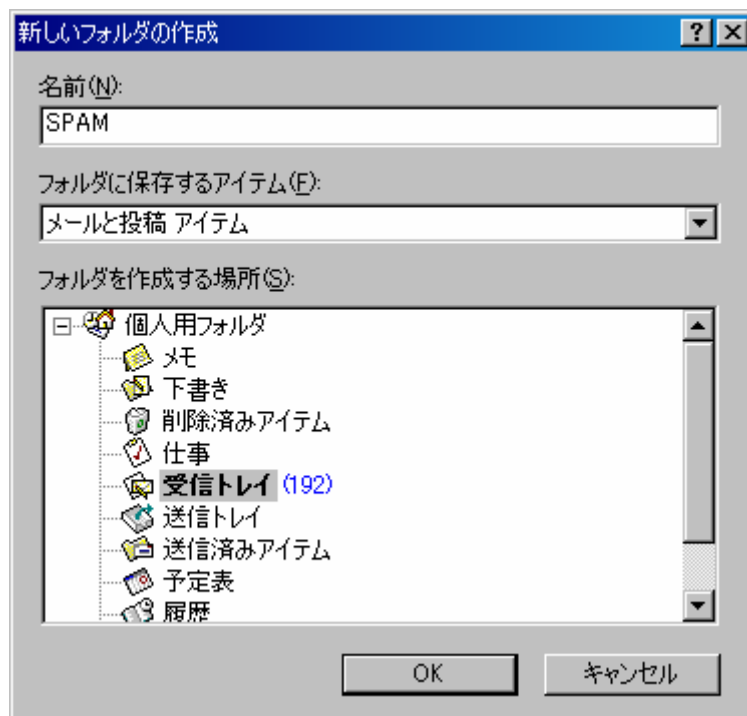 新しいフォルダの作成
名前(N):
SPAM
フォルダに保存するアイテム(F):
メールと投稿 アイテム
フォルダを作成する場所(S):
個人用フォルダ
メモ
下書き
削除済みアイテム
仕事
受信トレイ (192)
送信トレイ
送信済みアイテム
予定表
履歴
OK キャンセル